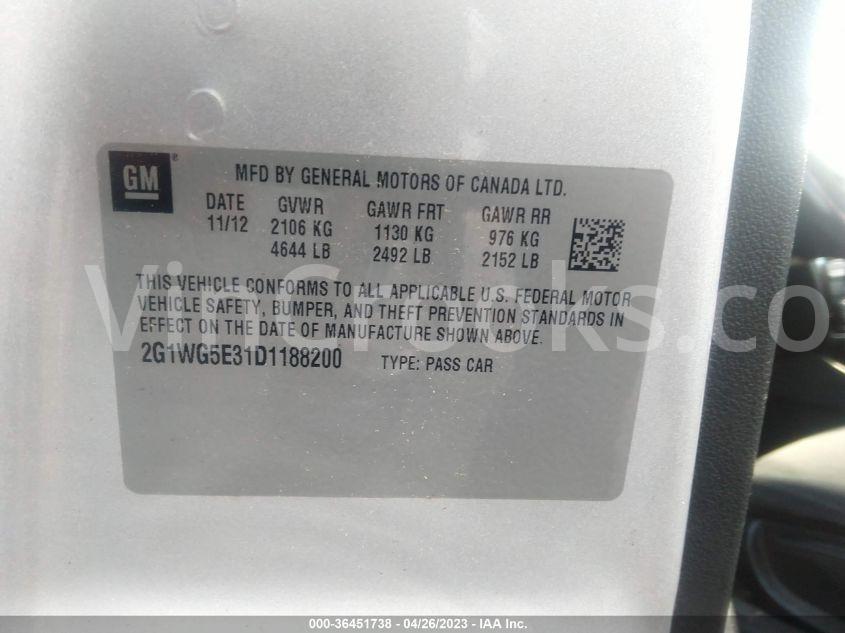 GM ®
MFD BY GENERAL MOTORS OF CANADA LTD.
DATE GVWR GAWR FRT GAWR RR
11/12 2106 KG 1130 KG 976 KG
4644 LB 2492 LB 2152 LB
THIS VEHICLE CONFORMS TO ALL APPLICABLE U.S. FEDERAL MOTOR
VEHICLE SAFETY, BUMPER, AND THEFT PREVENTION STANDARDS IN
EFFECT ON THE DATE OF MANUFACTURE SHOWN ABOVE.
2G1WG5E31D1188200 TYPE: PASS CAR
VinCracks.co
000-36451738 - 04/26/2023 - IAA Inc.